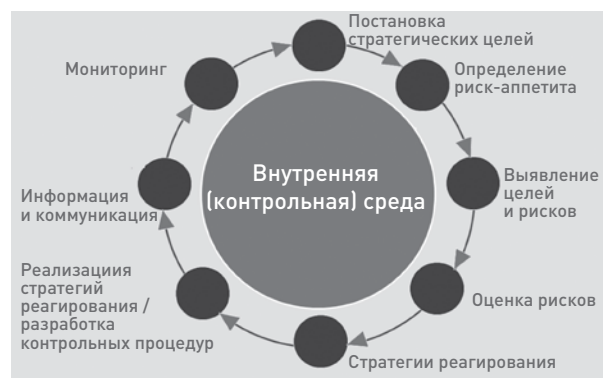 Постановка
стратегических целей
Определение
риск-аппетита
Выявление
целей
и рисков
Оценка рисков
Стратегии реагирования
Реализациия
стратегий
реагирования /
разработка
контрольных процедур
Информация
и коммуникация
Мониторинг
Внутренняя
(контрольная) среда